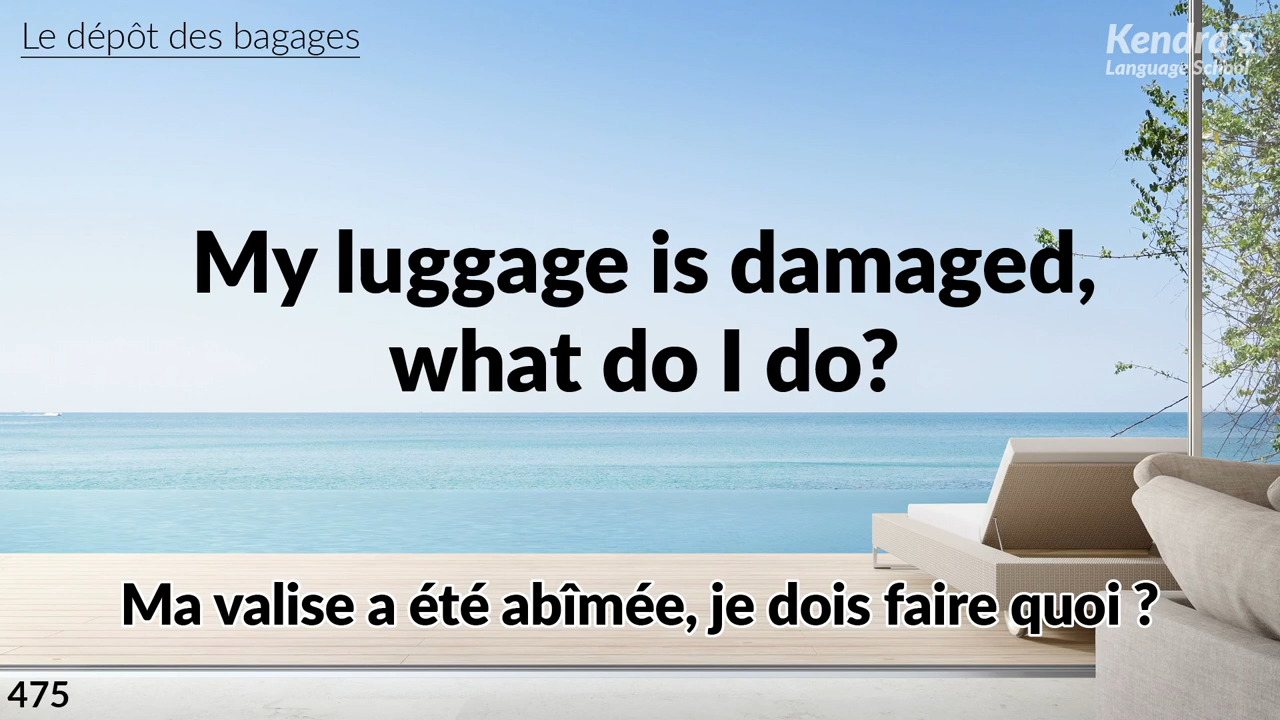 Le dépôt des bagages
Kendra's
Language School
My luggage is damaged,
what do I do?
Ma valise a été abîmée, je dois faire quoi ?
475